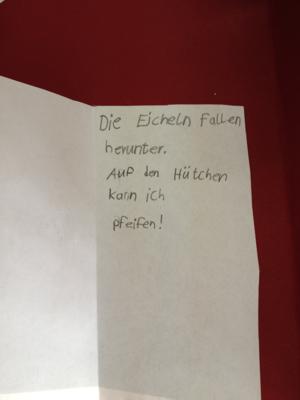 Die Eicheln Fallen
herunter.
Auf den Hütchen
kann ich
pfeifen!